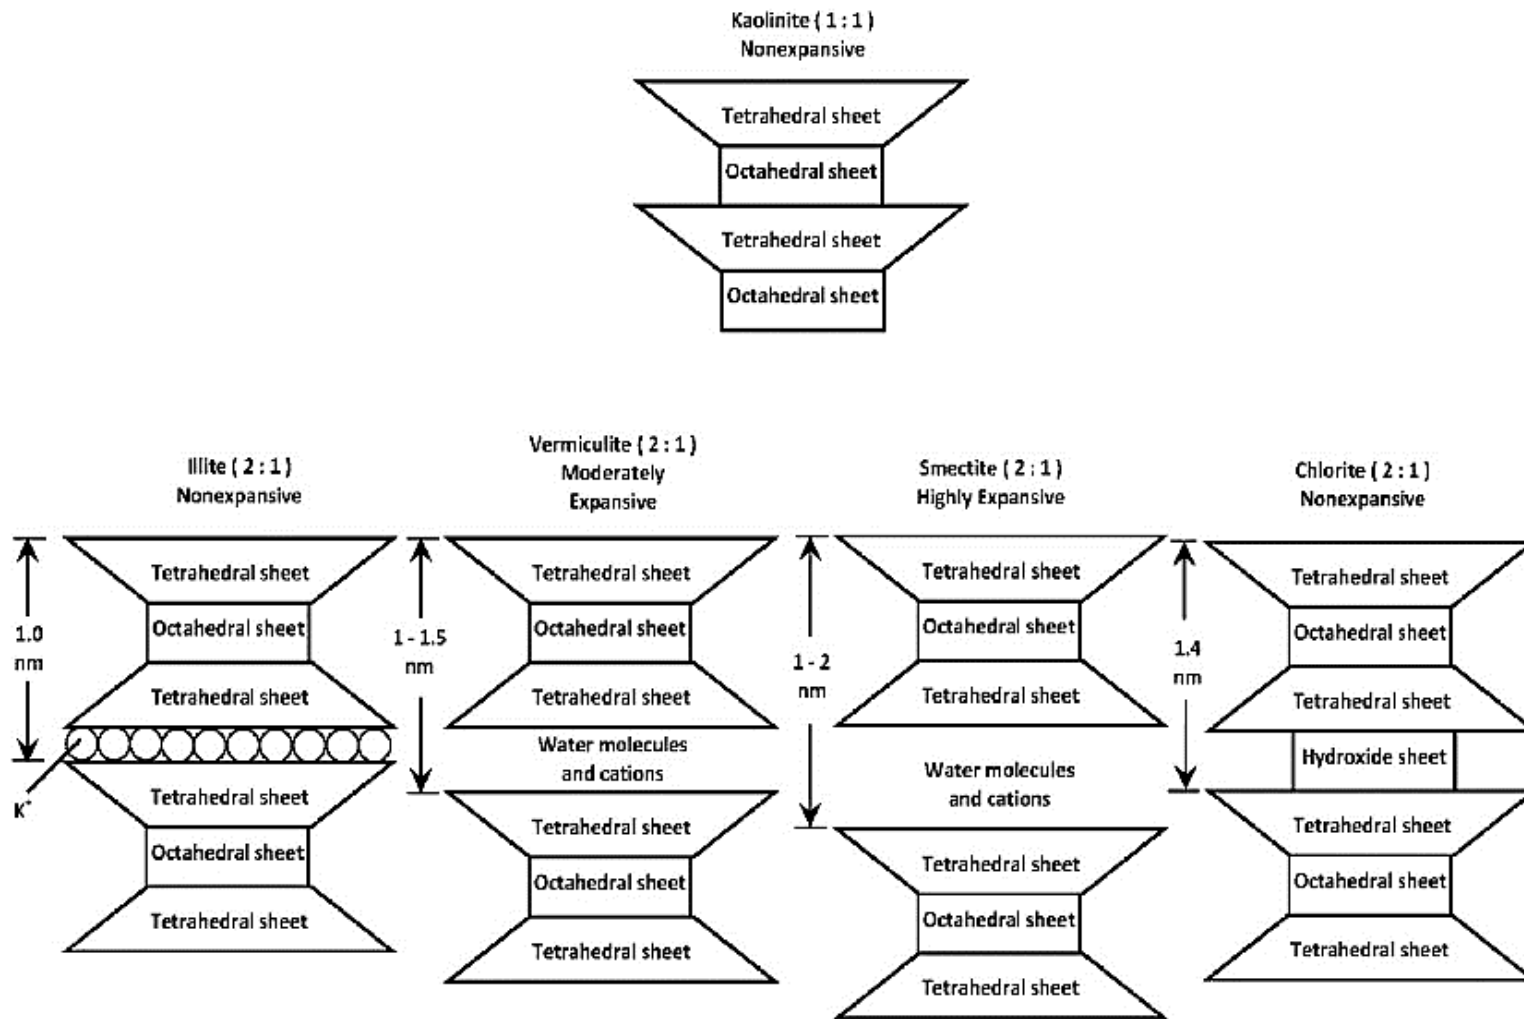 Kaolinite ( 1 : 1 )
Nonexpansive
Tetrahedral sheet
Octahedral sheet
Tetrahedral sheet
Octahedral sheet
Illite ( 2 : 1 )
Nonexpansive
1.0
nm
Tetrahedral sheet
Octahedral sheet
Tetrahedral sheet
K+
Tetrahedral sheet
Octahedral sheet
Tetrahedral sheet
Vermiculite ( 2 : 1 )
Moderately
Expansive
1 - 1.5
nm
Tetrahedral sheet
Octahedral sheet
Tetrahedral sheet
Water molecules
and cations
Tetrahedral sheet
Octahedral sheet
Tetrahedral sheet
Smectite ( 2 : 1 )
Highly Expansive
1 - 2
nm
Tetrahedral sheet
Octahedral sheet
Tetrahedral sheet
Water molecules
and cations
Tetrahedral sheet
Octahedral sheet
Tetrahedral sheet
Chlorite ( 2 : 1 )
Nonexpansive
1.4
nm
Tetrahedral sheet
Octahedral sheet
Tetrahedral sheet
Hydroxide sheet
Tetrahedral sheet
Octahedral sheet
Tetrahedral sheet